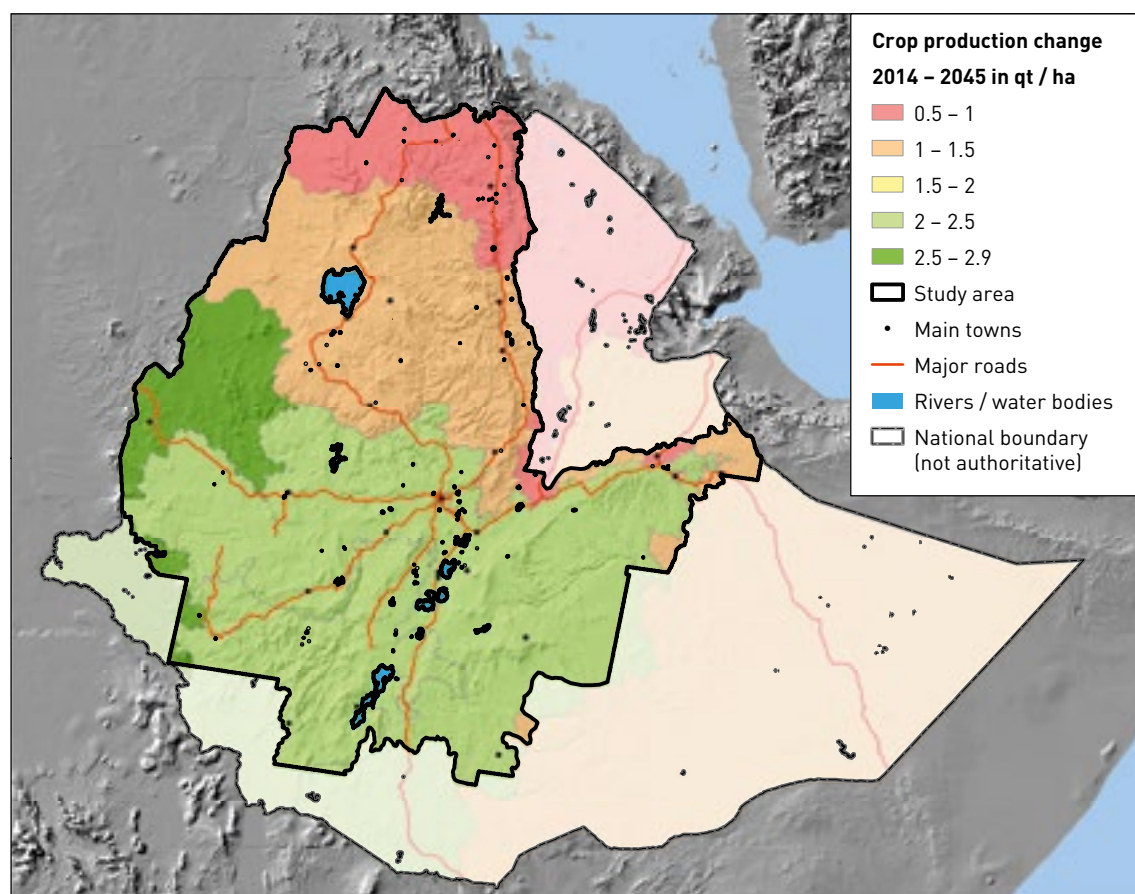 Crop production change
2014 – 2045 in qt / ha
0.5 – 1
1 – 1.5
1.5 – 2
2 – 2.5
2.5 – 2.9
Study area
Main towns
Major roads
Rivers / water bodies
National boundary
(not authoritative)